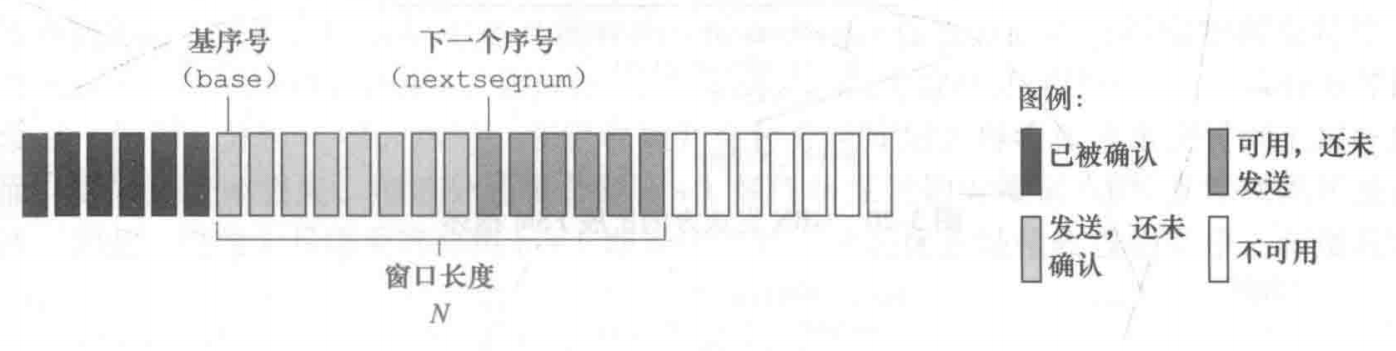 基序号
(base)
下一个序号
(nextseqnum)
窗口长度
N
图例:
已被确认
可用，还未
发送
发送，还未
确认
不可用